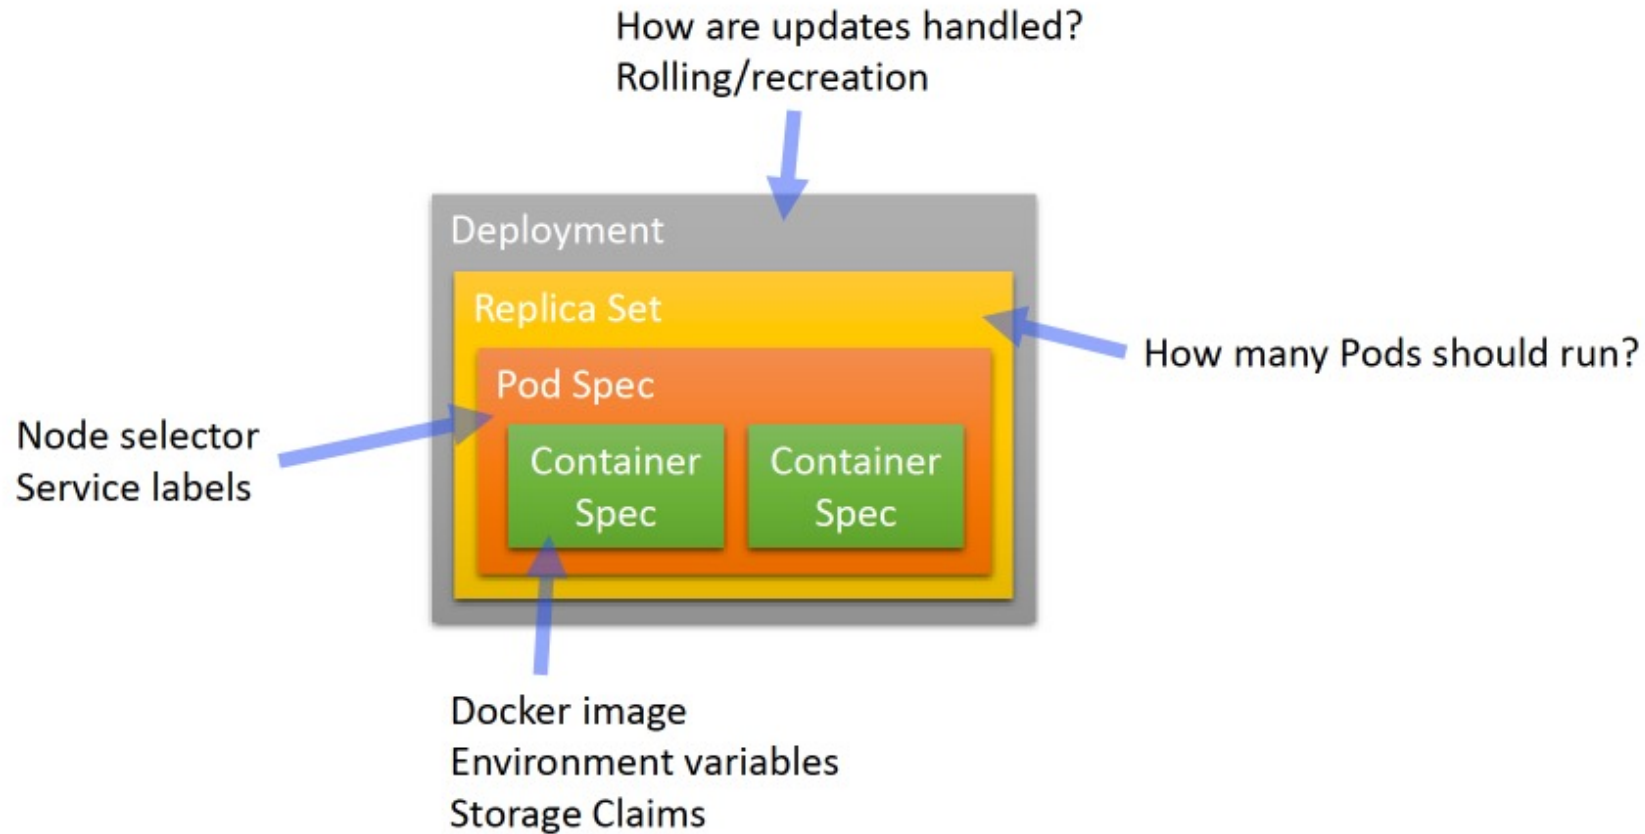 How are updates handled?
Rolling/recreation
Deployment
Replica Set
How many Pods should run?
Pod Spec
Node selector
Service labels
Container
Spec
Container
Spec
Docker image
Environment variables
Storage Claims